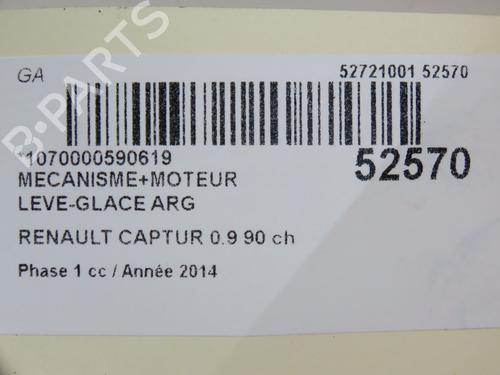 GA
52721001 52570
*1070000590619
52570
MECANISME+MOTEUR
LEVE-GLACE ARG
RENAULT CAPTUR 0.9 90 ch
Phase 1 cc / Année 2014
B-PARTS